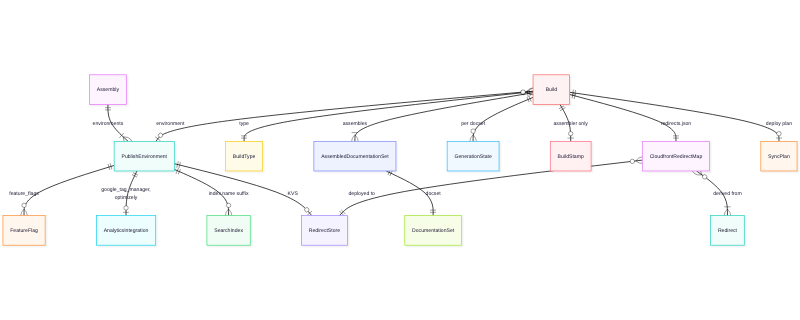 Assembly
Build
environments
environment
type
assembles
per docset
assembler only
redirects.json
deploy plan
PublishEnvironment
BuildType
AssembledDocumentationSet
GenerationState
BuildStamp
CloudfrontRedirectMap
SyncPlan
feature_flags
google_tag_manager,
optimizely
index name suffix
KVS
deployed to
docset
derived from
FeatureFlag
AnalyticsIntegration
SearchIndex
RedirectStore
DocumentationSet
Redirect